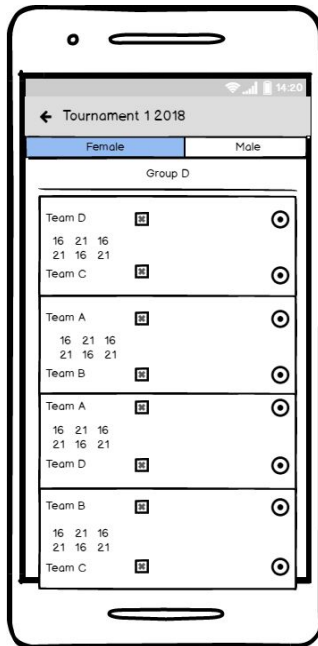 14:20
Tournament 1 2018
Female Male
Group D
Team D
16 21 16
21 16 21
Team C
Team A
16 21 16
21 16 21
Team B
Team A
16 21 16
21 16 21
Team D
Team B
16 21 16
21 16 21
Team C